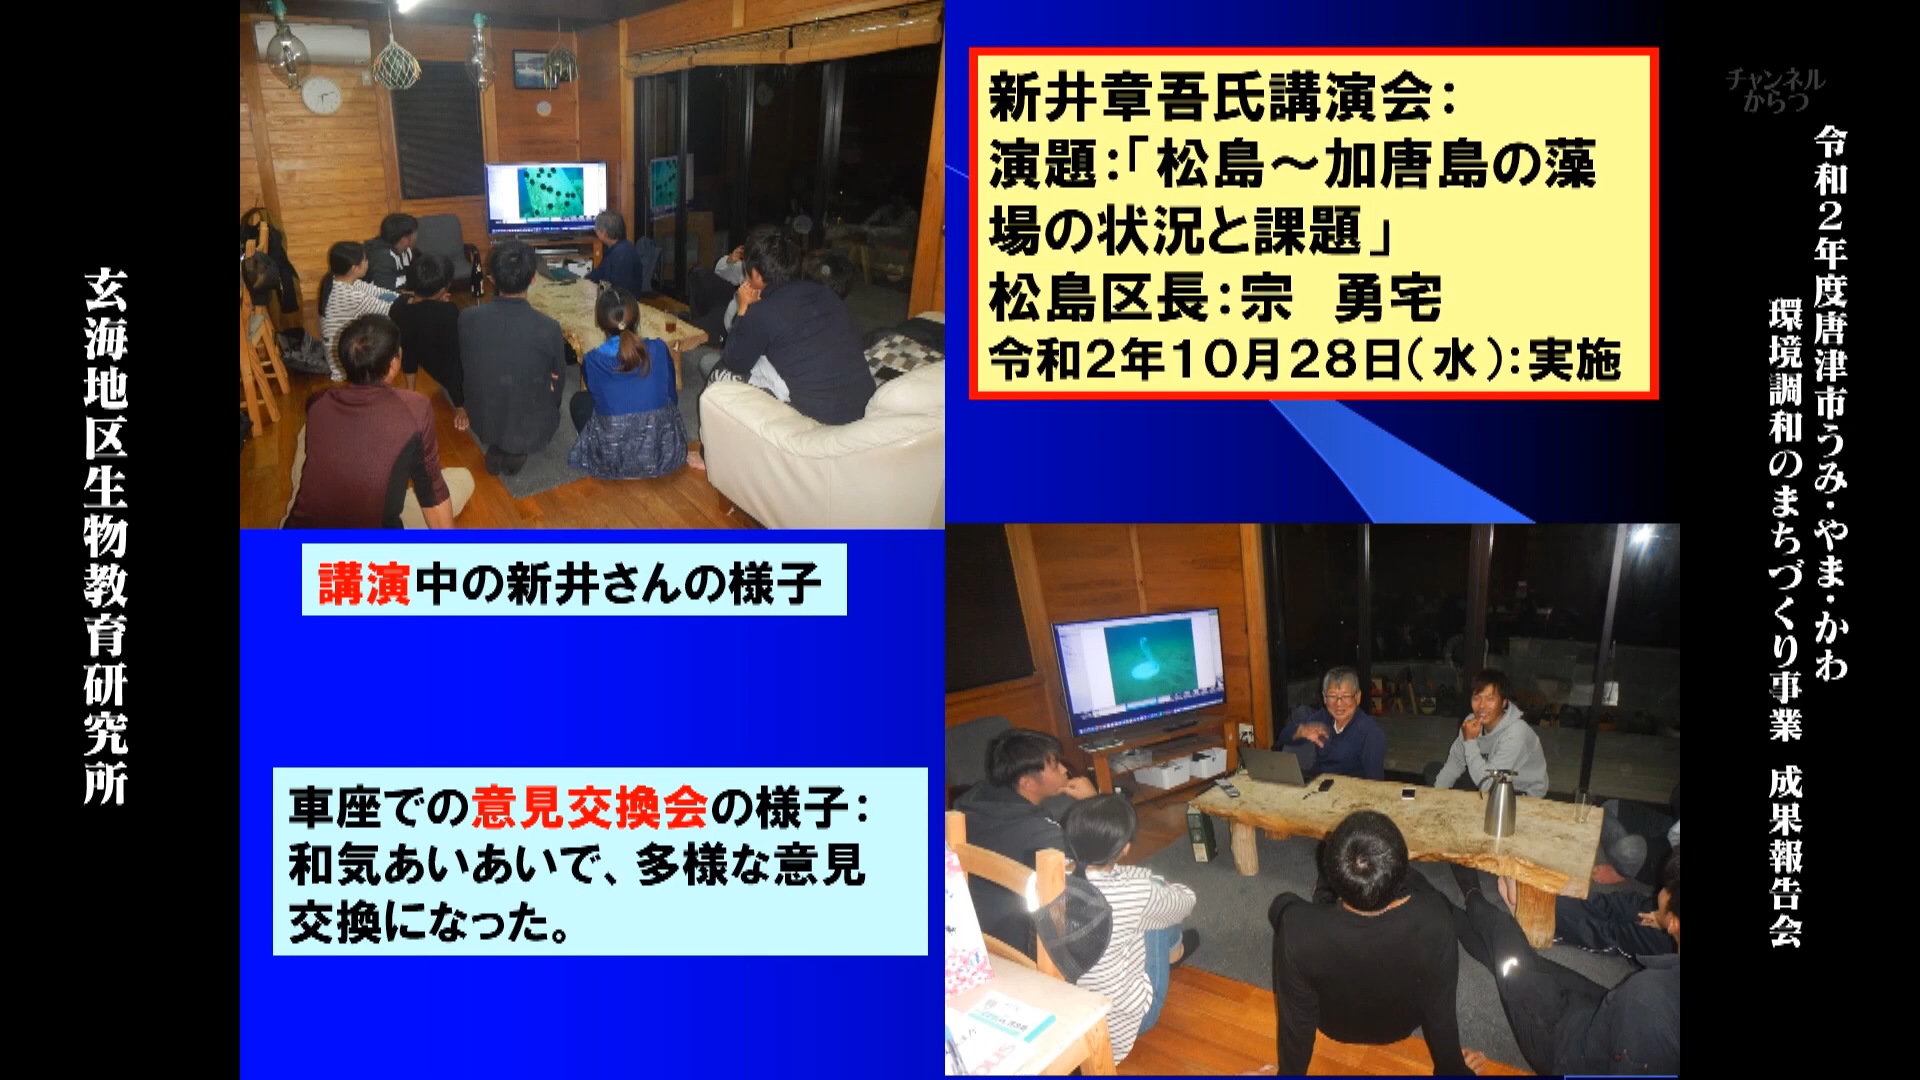 チャンネル
からつ
令和２年度唐津市うみ・やま・かわ
環境調和のまちづくり事業 成果報告会
玄海地区生物教育研究所
新井章吾氏講演会：
演題：「松島～加唐島の藻
場の状況と課題」
松島区長：宗　勇宅
令和２年１０月２８日（水）：実施
講演中の新井さんの様子
車座での意見交換会の様子：
和気あいあいで、多様な意見
交換になった。